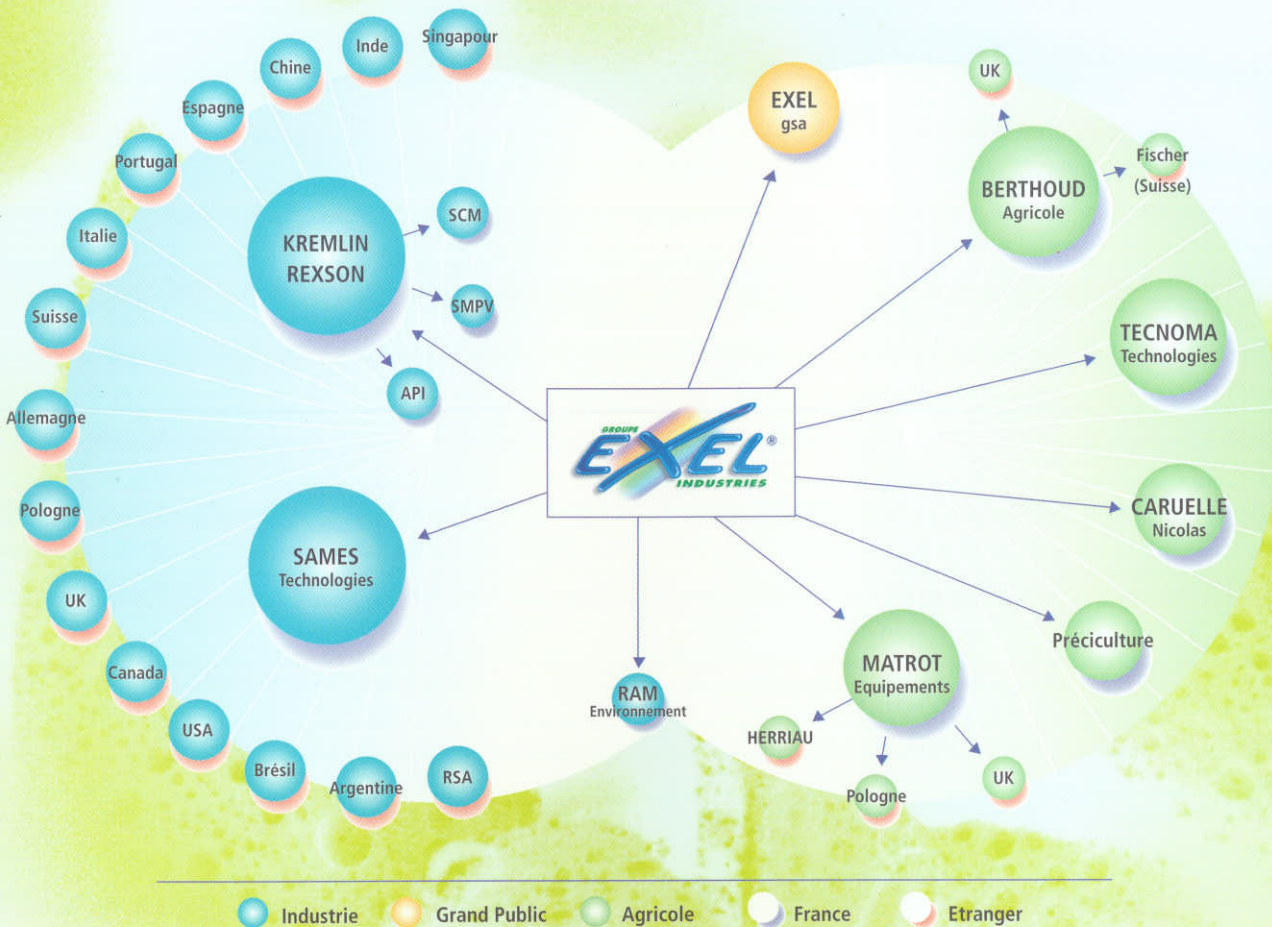 Singapour
Inde
Chine
Espagne
Portugal
Italie
Suisse
Allemagne
Pologne
UK
Canada
USA
Brésil
Argentine
RSA
KREMLIN
REXSON
SCM
SMPV
API
SAMES
Technologies
RAM
Environnement
GROUPE
EXEL®
INDUSTRIES
EXEL
gsa
UK
BERTHOUD
Agricole
Fischer
(Suisse)
TECNOMA
Technologies
CARUELLE
Nicolas
Préciculture
MATROT
Equipements
HERRIAU
Pologne
UK
Industrie
Grand Public
Agricole
France
Etranger